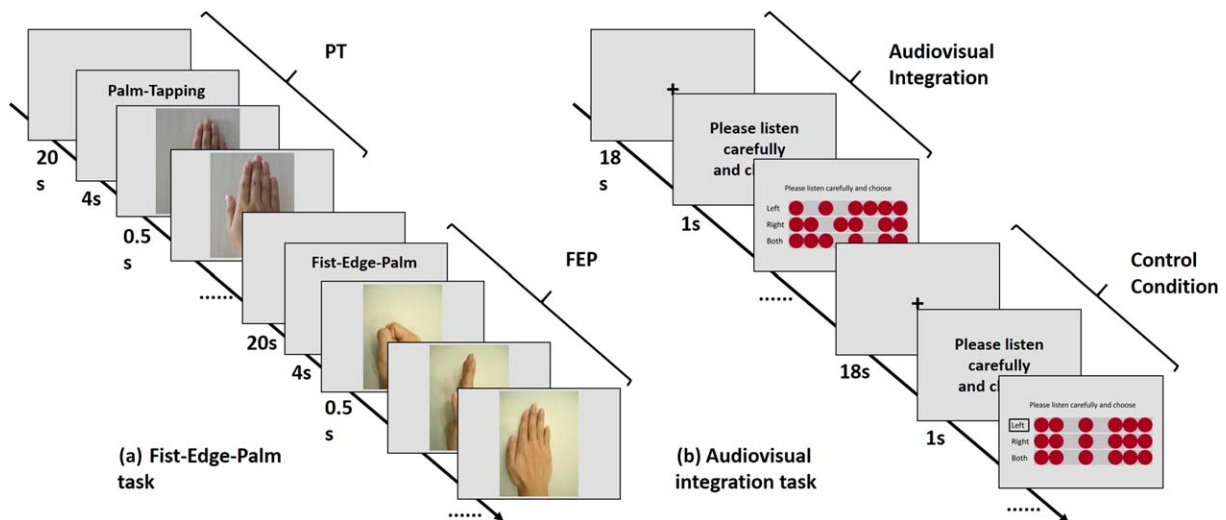 PT
Palm-Tapping
20
s
4s
0.5
s
......
FEP
Fist-Edge-Palm
20s
4s
0.5
s
(a) Fist-Edge-Palm
task
......
Audiovisual
Integration
+
18
s
Please listen
carefully
and
1s
Please listen carefully and choose
Left
Right
Both
......
Control
Condition
+
18s
Please listen
carefully
and
1s
Please listen carefully and choose
Left
Right
Both
(b) Audiovisual
integration task
......